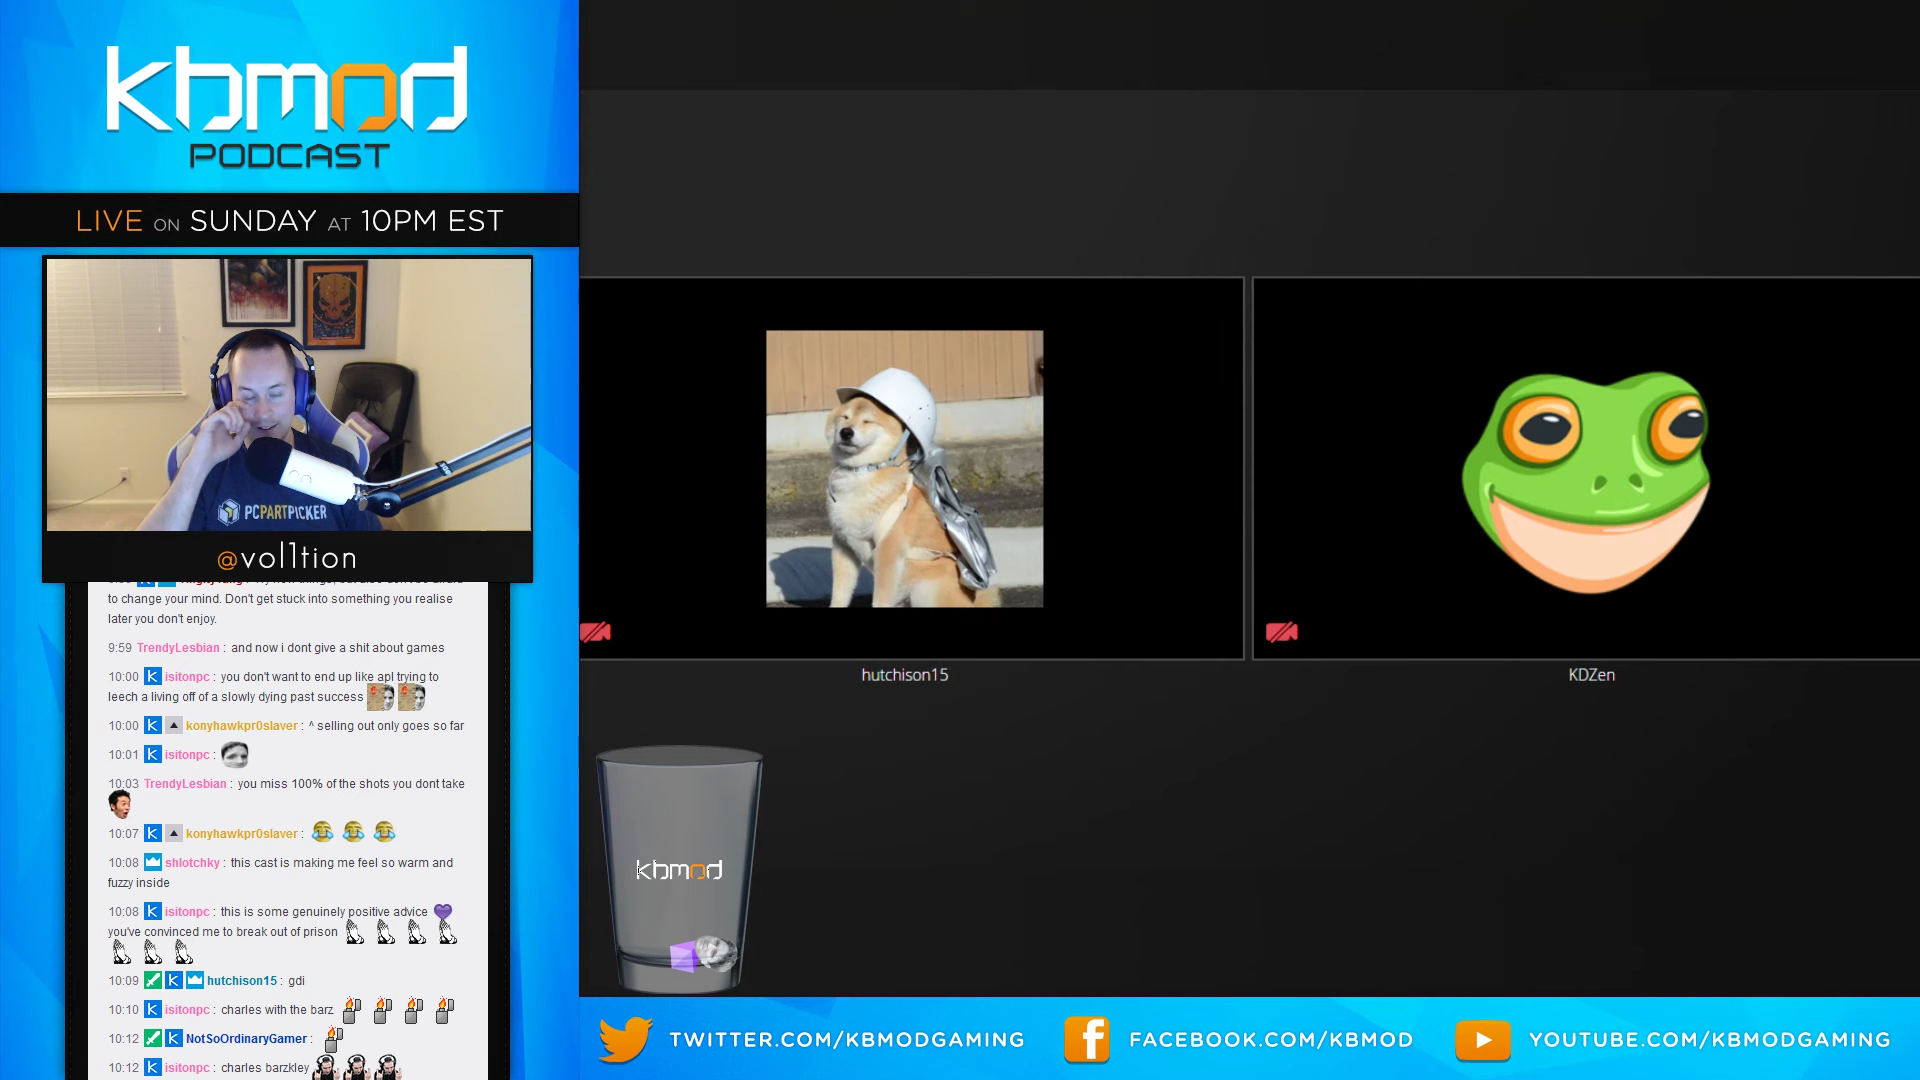 kbmod
PODCAST
LIVE ON SUNDAY AT 10PM EST
PCPARTPICKER
@vol1tion
to change your mind. Don't get stuck into something you realise
later you don't enjoy.
9:59 TrendyLesbian : and now i dont give a shit about games
10:00 isitonpc : you don't want to end up like apl trying to
leech a living off of a slowly dying past success
10:00 konyhawkpr0slaver : ^ selling out only goes so far
10:01 isitonpc :
10:03 TrendyLesbian : you miss 100% of the shots you dont take
10:07 konyhawkpr0slaver :
10:08 shlotchky : this cast is making me feel so warm and
fuzzy inside
10:08 isitonpc : this is some genuinely positive advice
you've convinced me to break out of prison
10:09 hutchison15 : gdi
10:10 isitonpc : charles with the barz
10:12 NotSoOrdinaryGamer :
10:12 isitonpc : charles barzkley
hutchison15
KDZen
kbmod
TWITTER.COM/KBMODGAMING
FACEBOOK.COM/KBMOD
YOUTUBE.COM/KBMODGAMING